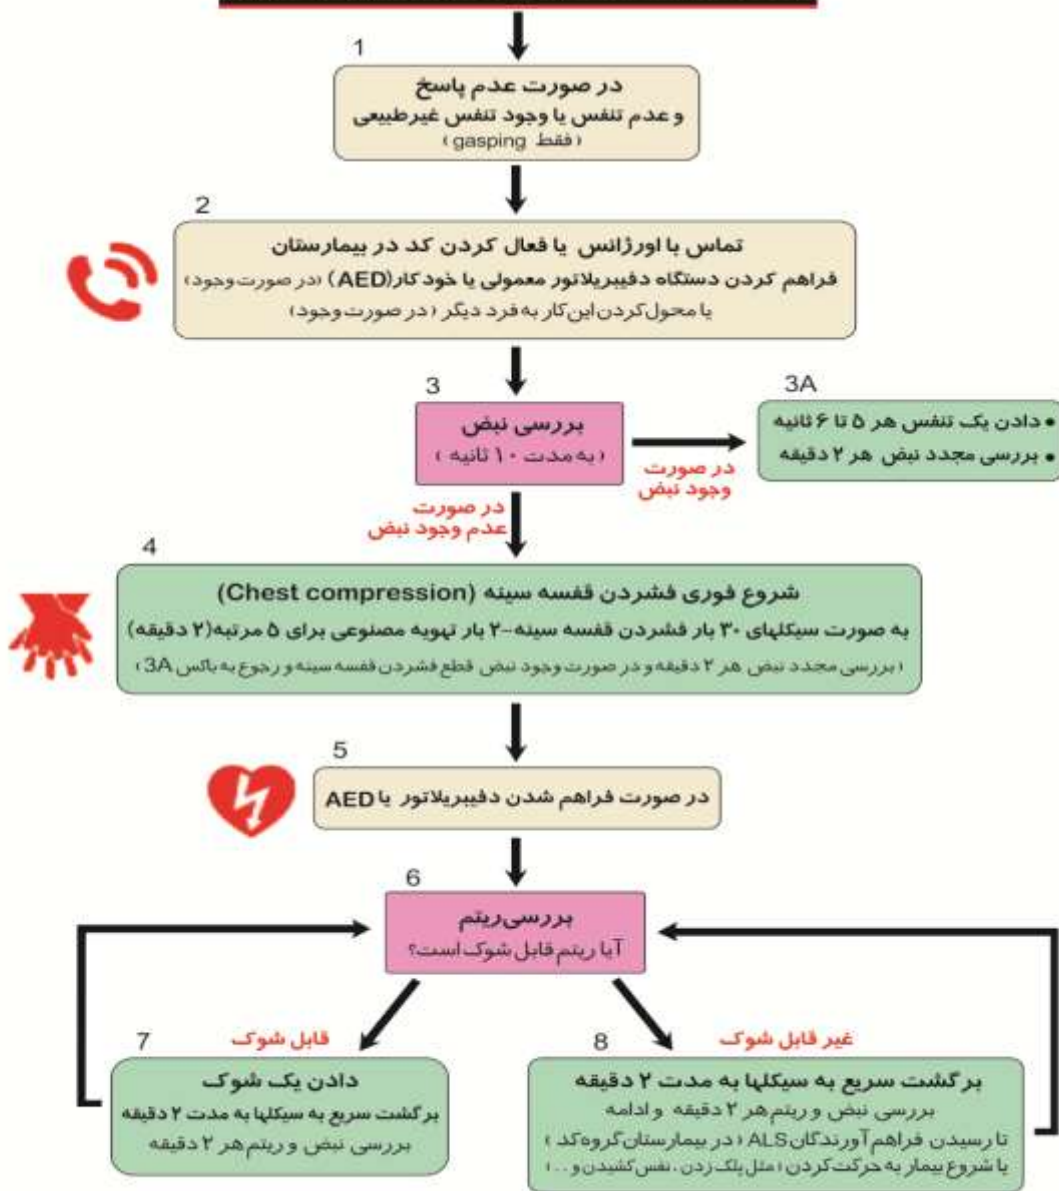 1
در صورت عدم پاسخ
و عدم تنفس یا وجود تنفس غیرطبیعی
(فقط gasping)
2
تماس با اورژانس یا فعال کردن کد در بیمارستان
فراهم کردن دستگاه دفیبریلاتور معمولی یا خودکار(AED) (در صورت وجود)
یا محول کردن این کار به فرد دیگر (در صورت وجود)
3
بررسی نبض
(به مدت ۱۰ ثانیه)
در صورت
وجود نبض
3A
• دادن یک تنفس هر ۵ تا ۶ ثانیه
• بررسی مجدد نبض هر ۲ دقیقه
در صورت
عدم وجود نبض
4
شروع فوری فشردن قفسه سینه (Chest compression)
به صورت سیکلهای ۳۰ بار فشردن قفسه سینه-۲ بار تهویه مصنوعی برای ۵ مرتبه(۲ دقیقه)
(بررسی مجدد نبض هر ۲ دقیقه و در صورت وجود نبض قطع فشردن قفسه سینه و رجوع به باکس 3A)
5
در صورت فراهم شدن دفیبریلاتور یا AED
6
بررسی ریتم
آیا ریتم قابل شوک است؟
قابل شوک
7
دادن یک شوک
برگشت سریع به سیکلها به مدت ۲ دقیقه
بررسی نبض و ریتم هر ۲ دقیقه
غیر قابل شوک
8
برگشت سریع به سیکلها به مدت ۲ دقیقه
بررسی نبض و ریتم هر ۲ دقیقه و ادامه
تا رسیدن فراهم آورندگان ALS (در بیمارستان گروه کد)
یا شروع بیمار به حرکت کردن (مثل پلک زدن، نفس کشیدن و ...)